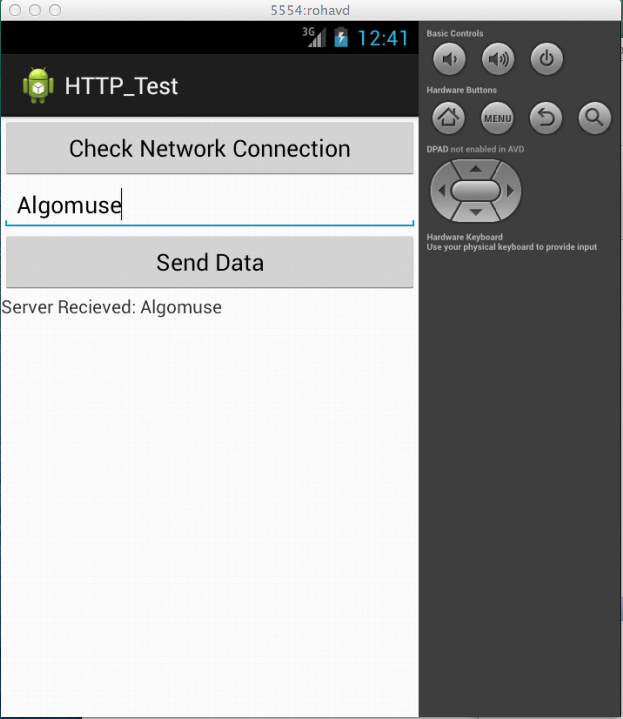 5554:rohavd
3G 12:41
HTTP_Test
Check Network Connection
Algomuse
Send Data
Server Recieved: Algomuse
Basic Controls
Hardware Buttons
MENU
DPAD not enabled in AVD
Hardware Keyboard
Use your physical keyboard to provide input